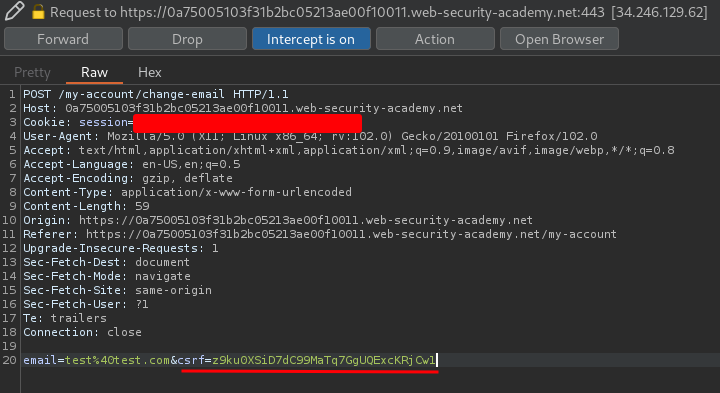 Request to https://0a75005103f31b2bc05213ae00f10011.web-security-academy.net:443 [34.246.129.62]
Forward Drop Intercept is on Action Open Browser
Pretty Raw Hex
1 POST /my-account/change-email HTTP/1.1
2 Host: 0a75005103f31b2bc05213ae00f10011.web-security-academy.net
3 Cookie: session=
4 User-Agent: Mozilla/5.0 (X11; Linux x86_64; rv:102.0) Gecko/20100101 Firefox/102.0
5 Accept: text/html,application/xhtml+xml,application/xml;q=0.9,image/avif,image/webp,*/*;q=0.8
6 Accept-Language: en-US,en;q=0.5
7 Accept-Encoding: gzip, deflate
8 Content-Type: application/x-www-form-urlencoded
9 Content-Length: 59
10 Origin: https://0a75005103f31b2bc05213ae00f10011.web-security-academy.net
11 Referer: https://0a75005103f31b2bc05213ae00f10011.web-security-academy.net/my-account
12 Upgrade-Insecure-Requests: 1
13 Sec-Fetch-Dest: document
14 Sec-Fetch-Mode: navigate
15 Sec-Fetch-Site: same-origin
16 Sec-Fetch-User: ?1
17 Te: trailers
18 Connection: close
19
20 email=test%40test.com&csrf=z9ku0XSiD7dC99MaTq7GgUQExcKRjCw1